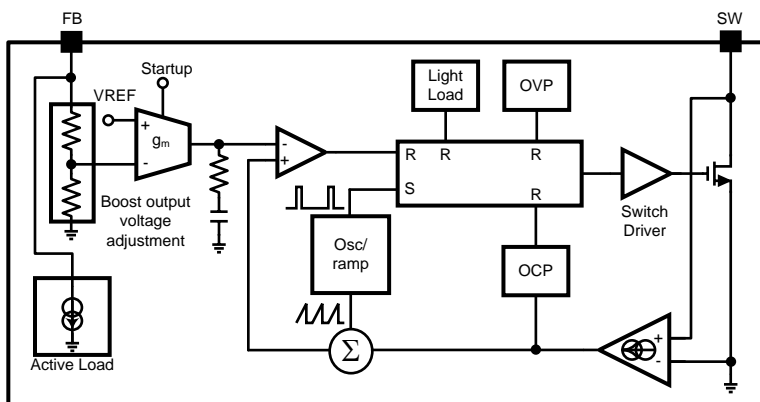 FB
SW
Startup
VREF
+
gm
-
Boost output
voltage
adjustment
Active Load
-
+
Light
Load
OVP
R
R
R
S
R
Osc/
ramp
OCP
Σ
Switch
Driver
+
-